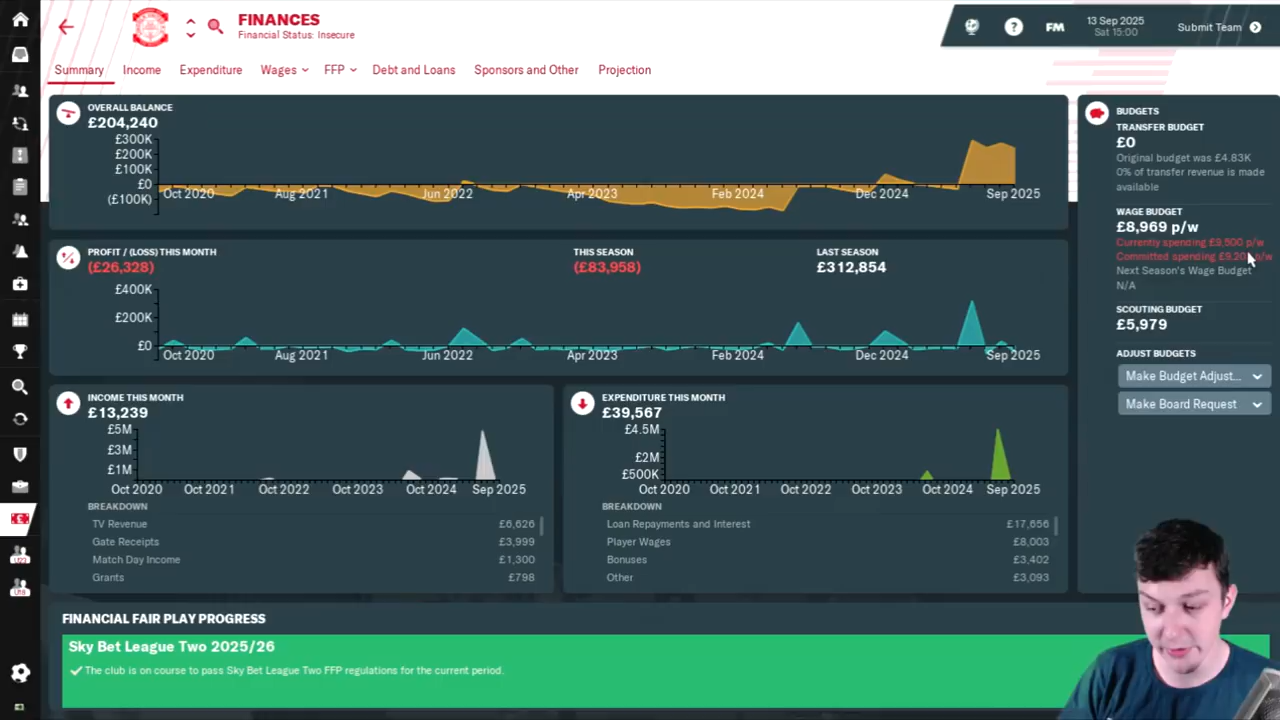 FINANCES
Financial Status: Insecure
FM
13 Sep 2025
Sat 15:00
Submit Team
Summary
Income
Expenditure
Wages
FFP
Debt and Loans
Sponsors and Other
Projection
OVERALL BALANCE
£204,240
£300K
£200K
£100K
£0
(£100K)
Oct 2020
Aug 2021
Jun 2022
Apr 2023
Feb 2024
Dec 2024
Sep 2025
PROFIT / (LOSS) THIS MONTH
(£26,328)
THIS SEASON
(£83,958)
LAST SEASON
£312,854
£400K
£200K
£0
Oct 2020
Aug 2021
Jun 2022
Apr 2023
Feb 2024
Dec 2024
Sep 2025
INCOME THIS MONTH
£13,239
£5M
£3M
£1M
Oct 2020
Oct 2021
Oct 2022
Oct 2023
Oct 2024
Sep 2025
BREAKDOWN
TV Revenue £6,626
Gate Receipts £3,999
Match Day Income £1,300
Grants £798
EXPENDITURE THIS MONTH
£39,567
£4.5M
£2M
£500K
Oct 2020
Oct 2021
Oct 2022
Oct 2023
Oct 2024
Sep 2025
BREAKDOWN
Loan Repayments and Interest £17,656
Player Wages £8,003
Bonuses £3,402
Other £3,093
BUDGETS
TRANSFER BUDGET
£0
Original budget was £4.83K
0% of transfer revenue is made
available
WAGE BUDGET
£8,969 p/w
Currently spending £9,500 p/w
Committed spending
Next Season's Wage Budget
N/A
SCOUTING BUDGET
£5,979
ADJUST BUDGETS
Make Budget Adjust...
Make Board Request
FINANCIAL FAIR PLAY PROGRESS
Sky Bet League Two 2025/26
The club is on course to pass Sky Bet League Two FFP regulations for the current period.